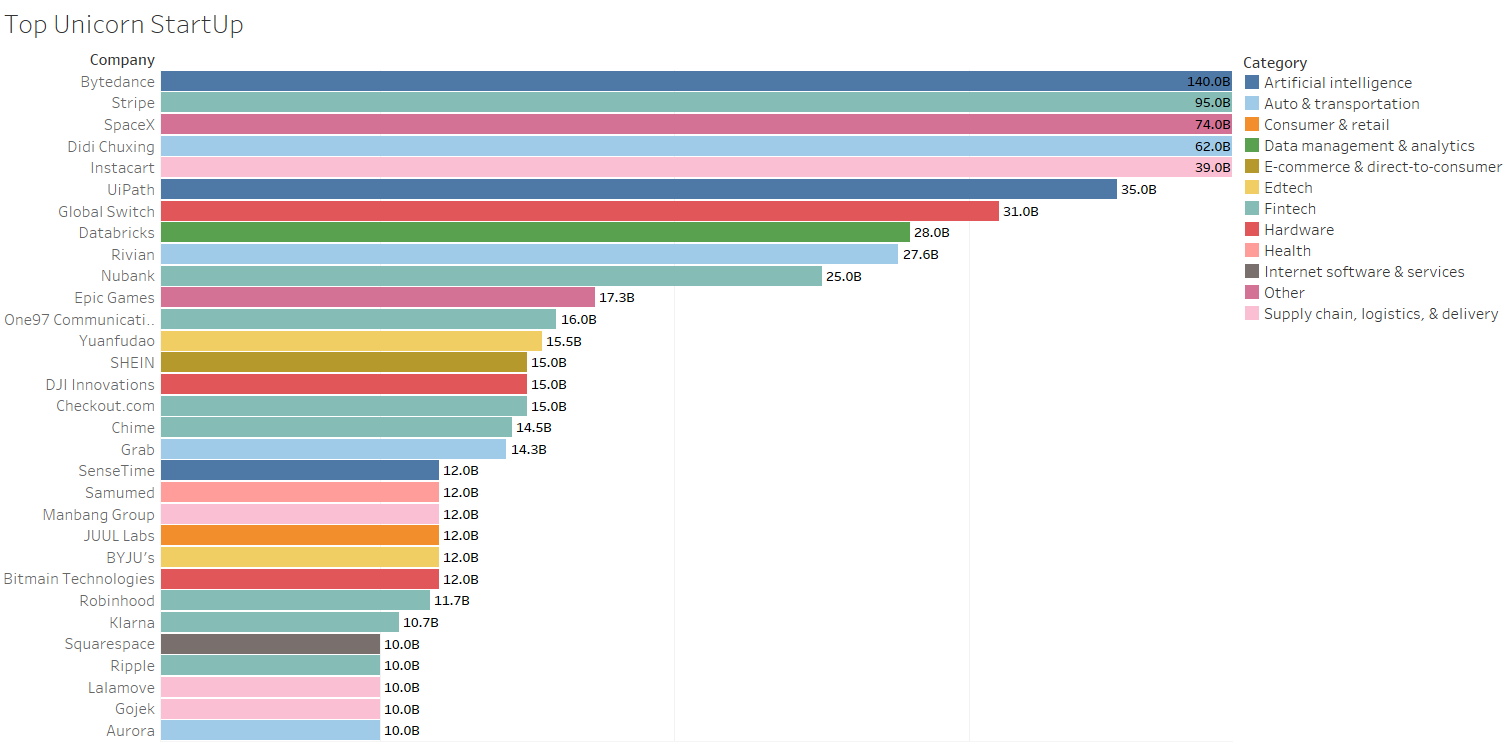 Top Unicorn StartUp
Company
Bytedance 140.0B
Stripe 95.0B
SpaceX 74.0B
Didi Chuxing 62.0B
Instacart 39.0B
UiPath 35.0B
Global Switch 31.0B
Databricks 28.0B
Rivian 27.6B
Nubank 25.0B
Epic Games 17.3B
One97 Communicati.. 16.0B
Yuanfudao 15.5B
SHEIN 15.0B
DJI Innovations 15.0B
Checkout.com 15.0B
Chime 14.5B
Grab 14.3B
SenseTime 12.0B
Samumed 12.0B
Manbang Group 12.0B
JUUL Labs 12.0B
BYJU's 12.0B
Bitmain Technologies 12.0B
Robinhood 11.7B
Klarna 10.7B
Squarespace 10.0B
Ripple 10.0B
Lalamove 10.0B
Gojek 10.0B
Aurora 10.0B
Category
Artificial intelligence
Auto & transportation
Consumer & retail
Data management & analytics
E-commerce & direct-to-consumer
Edtech
Fintech
Hardware
Health
Internet software & services
Other
Supply chain, logistics, & delivery